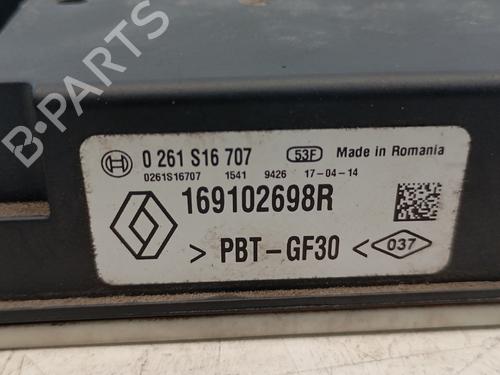 0 261 S16 707 53F Made in Romania
0261S16707 1541 9426 17-04-14
169102698R
> PBT-GF30 < 037
B-PARTS